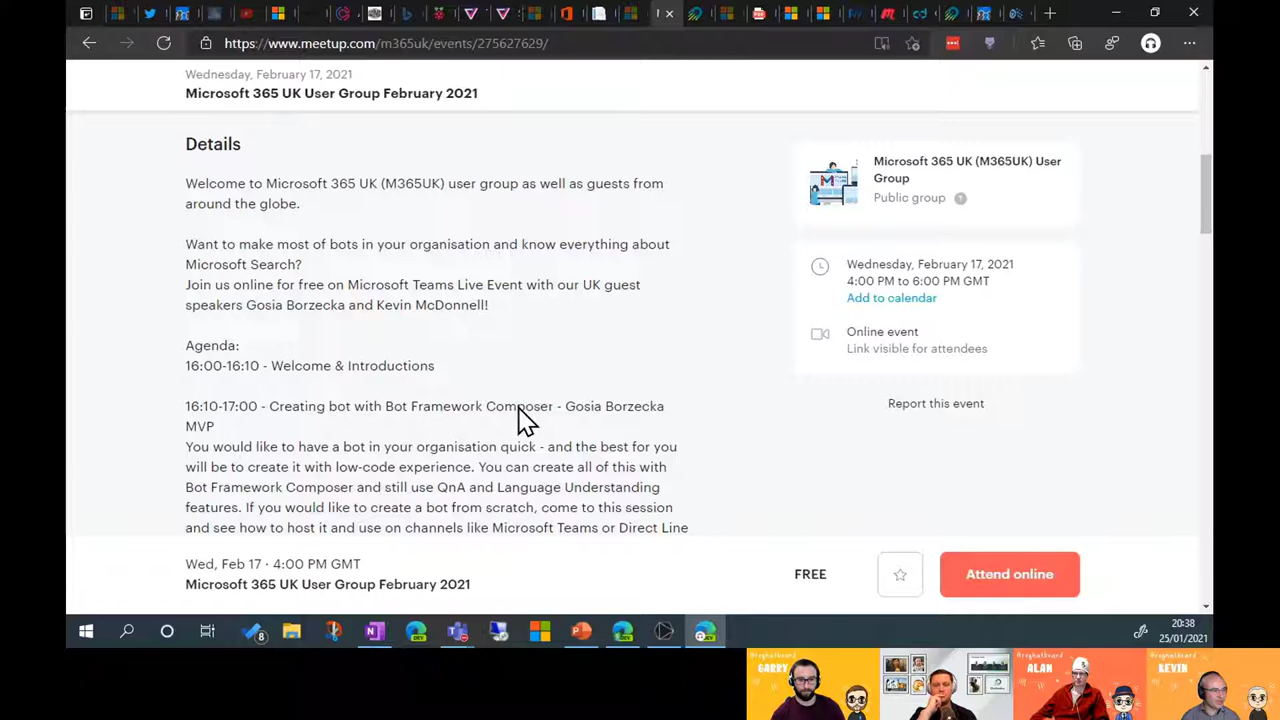 https://www.meetup.com/m365uk/events/275627629/
Wednesday, February 17, 2021
Microsoft 365 UK User Group February 2021
Details
Welcome to Microsoft 365 UK (M365UK) user group as well as guests from
around the globe.
Want to make most of bots in your organisation and know everything about
Microsoft Search?
Join us online for free on Microsoft Teams Live Event with our UK guest
speakers Gosia Borzecka and Kevin McDonnell!
Agenda:
16:00-16:10 - Welcome & Introductions
16:10-17:00 - Creating bot with Bot Framework Composer - Gosia Borzecka
MVP
You would like to have a bot in your organisation quick - and the best for you
will be to create it with low-code experience. You can create all of this with
Bot Framework Composer and still use QnA and Language Understanding
features. If you would like to create a bot from scratch, come to this session
and see how to host it and use on channels like Microsoft Teams or Direct Line
Microsoft 365 UK (M365UK) User
Group
Public group
Wednesday, February 17, 2021
4:00 PM to 6:00 PM GMT
Add to calendar
Online event
Link visible for attendees
Report this event
Wed, Feb 17 · 4:00 PM GMT
Microsoft 365 UK User Group February 2021
FREE
Attend online
8
20:38
25/01/2021
GARRY
ALAN
KEVIN